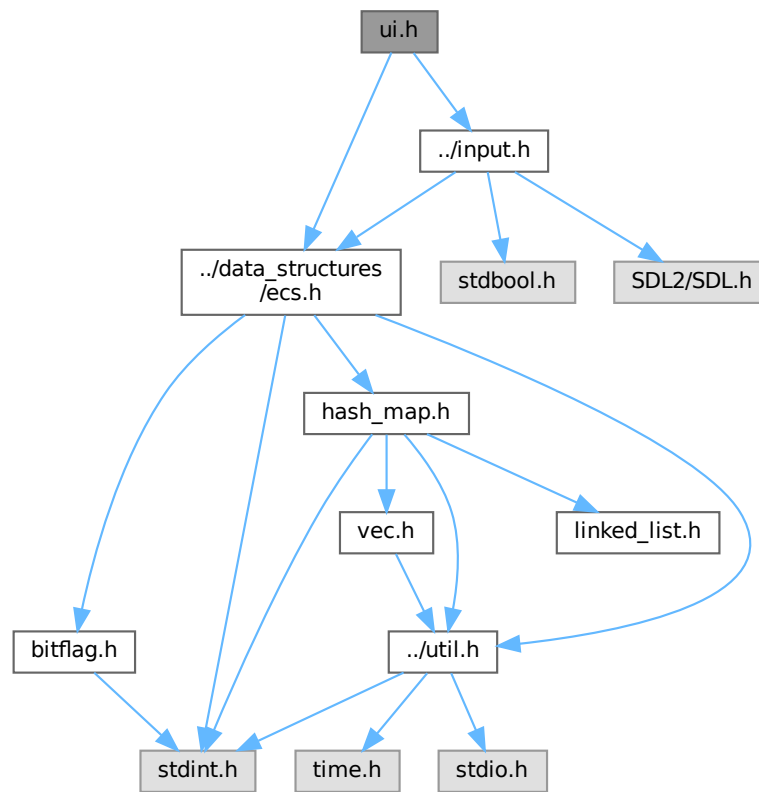 ui.h
../input.h
../data_structures
/ecs.h
stdbool.h
SDL2/SDL.h
hash_map.h
vec.h
linked_list.h
bitflag.h
../util.h
stdint.h
time.h
stdio.h